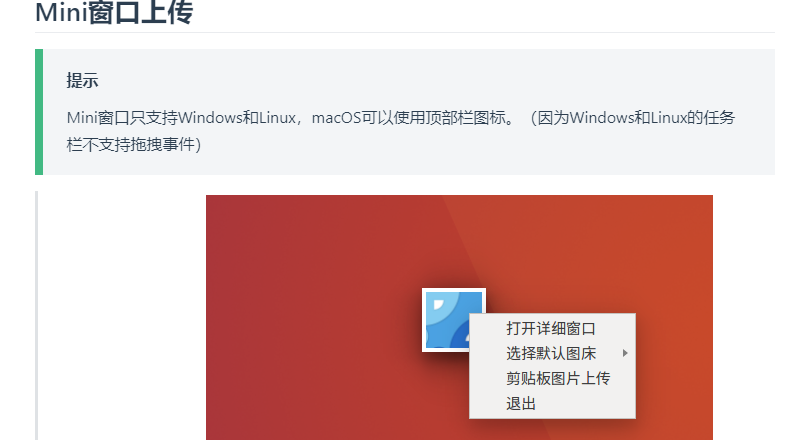 Mini窗口上传
提示
Mini窗口只支持Windows和Linux，macOS可以使用顶部栏图标。（因为Windows和Linux的任务
栏不支持拖拽事件）
打开详细窗口
选择默认图床
剪贴板图片上传
退出